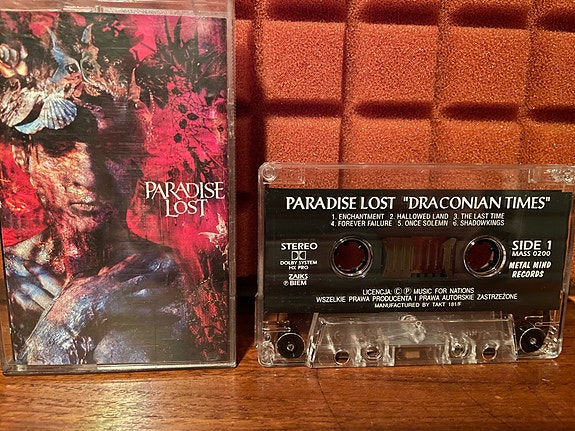 PARADISE
LOST
PARADISE LOST "DRACONIAN TIMES"
1. ENCHANTMENT 2. HALLOWED LAND 3. THE LAST TIME
4. FOREVER FAILURE 5. ONCE SOLEMN 6. SHADOWKINGS
STEREO
DOLBY SYSTEM
HX PRO
ZAIKS
℗ BIEM
SIDE 1
MASS 0200
METAL MIND
RECORDS
LICENCJA: © ℗ MUSIC FOR NATIONS
WSZELKIE PRAWA PRODUCENTA I PRAWA AUTORSKIE ZASTRZEŻONE
MANUFACTURED BY TAKT 181/F